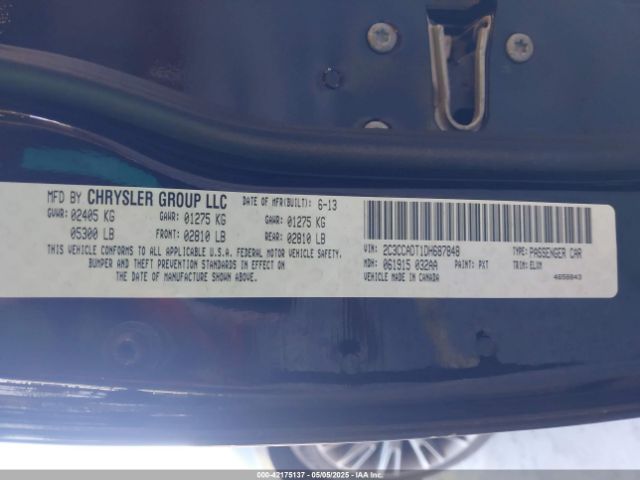 MFD BY CHRYSLER GROUP LLC DATE OF MFR(BUILT): 6-13
GVWR: 02405 KG GAWR: 01275 KG GAWR: 01275 KG
05300 LB FRONT: 02810 LB REAR: 02810 LB
THIS VEHICLE CONFORMS TO ALL APPLICABLE U.S.A. FEDERAL MOTOR VEHICLE SAFETY,
BUMPER AND THEFT PREVENTION STANDARDS IN EFFECT ON
THE DATE OF MANUFACTURE SHOWN ABOVE.
VIN: 2C3CCADT1DH687848 TYPE: PASSENGER CAR
MDH: 061915 032AA PAINT: PXT TRIM: ELXM
VEHICLE MADE IN CANADA 4656843
000-42175137 - 05/05/2025 - IAA Inc.